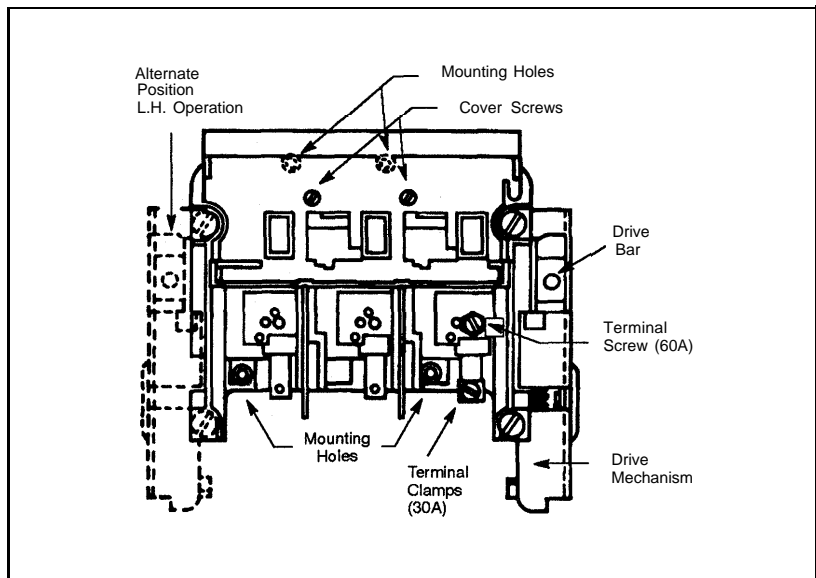 Alternate
Position
L.H. Operation
Mounting Holes
Cover Screws
Drive
Bar
Terminal
Screw (60A)
Mounting
Holes
Terminal
Clamps
(30A)
Drive
Mechanism